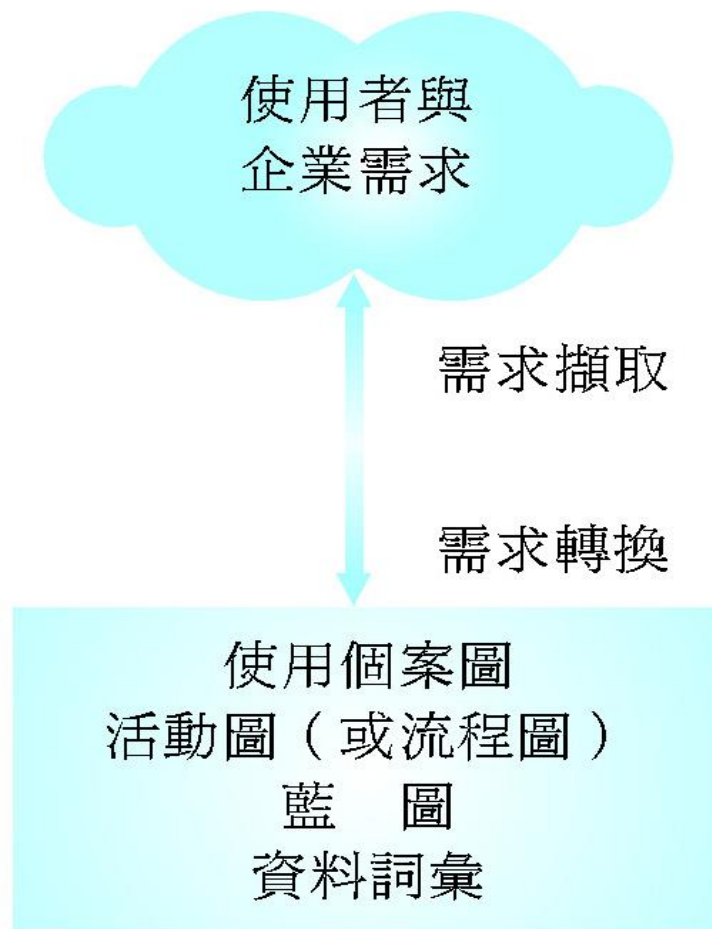 使用者與
企業需求
需求擷取
需求轉換
使用個案圖
活動圖（或流程圖）
藍　圖
資料詞彙